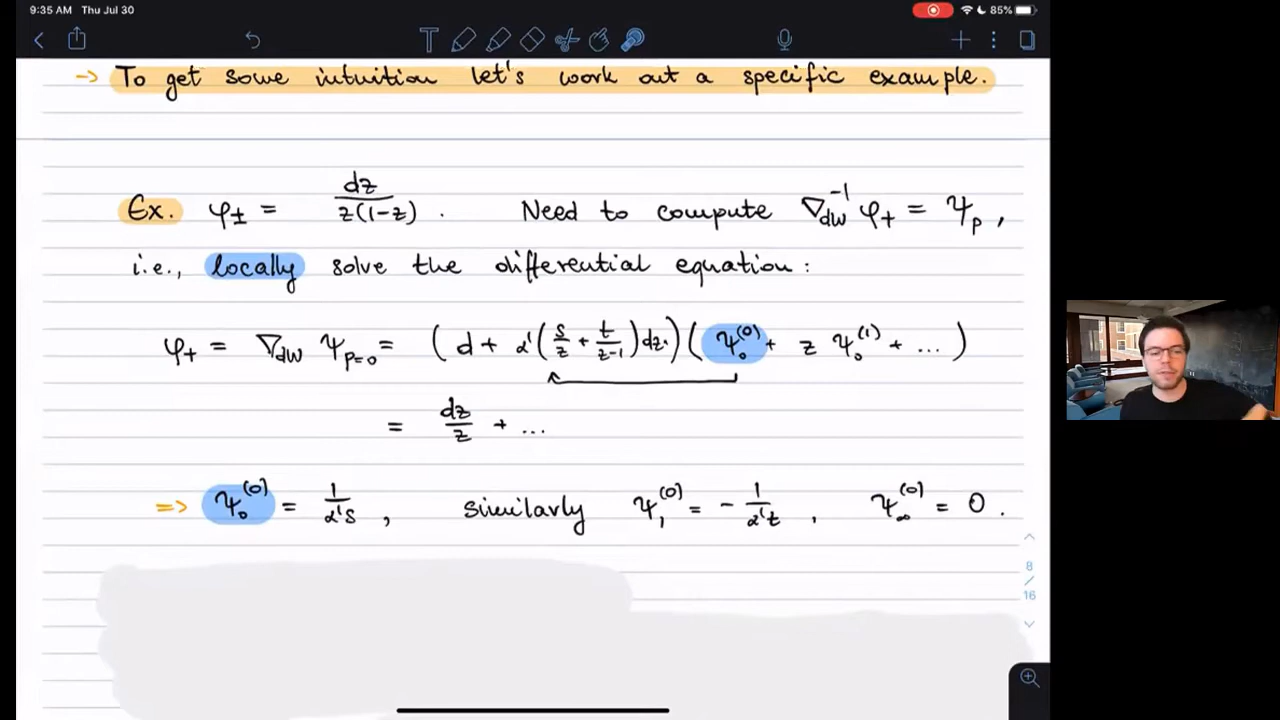 9:35 AM Thu Jul 30
85%
→ To get some intuition let's work out a specific example.
Ex. φ± = dz / z(1-z) . Need to compute ∇dw⁻¹ φ+ = Ψp ,
i.e., locally solve the differential equation :
φ+ = ∇dw Ψp=0 = ( d + α' ( s/z + t/(z-1) ) dz· ) ( Ψ0^(0) + z Ψ0^(1) + ... )
= dz/z + ...
⇒ Ψ0^(0) = 1/α's , similarly Ψ1^(0) = - 1/α't , Ψ∞^(0) = 0 .
8
/
16